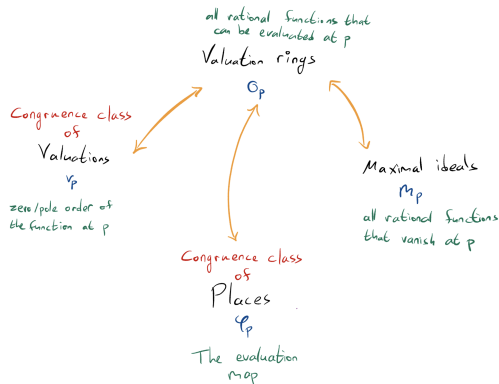 all rational functions that
can be evaluated at p
Valuation rings
O_p
Congruence class
of
Valuations
v_p
zero/pole order of
the function at p
Maximal ideals
m_p
all rational functions
that vanish at p
Congruence class
of
Places
φ_p
The evaluation
map